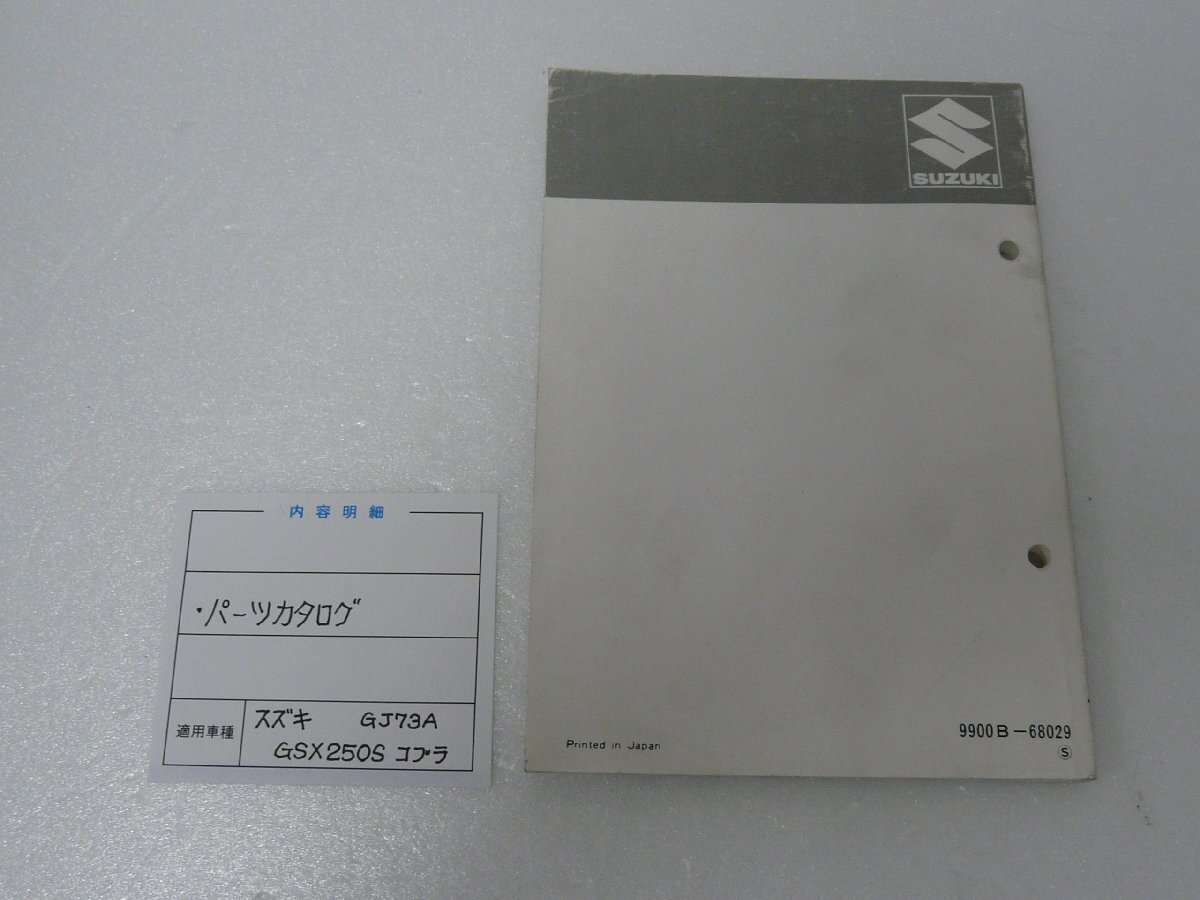 内容明細
・パーツカタログ
適用車種
スズキ GJ73A
GSX250S コブラ
SUZUKI
Printed in Japan
9900B-68029
Ⓢ